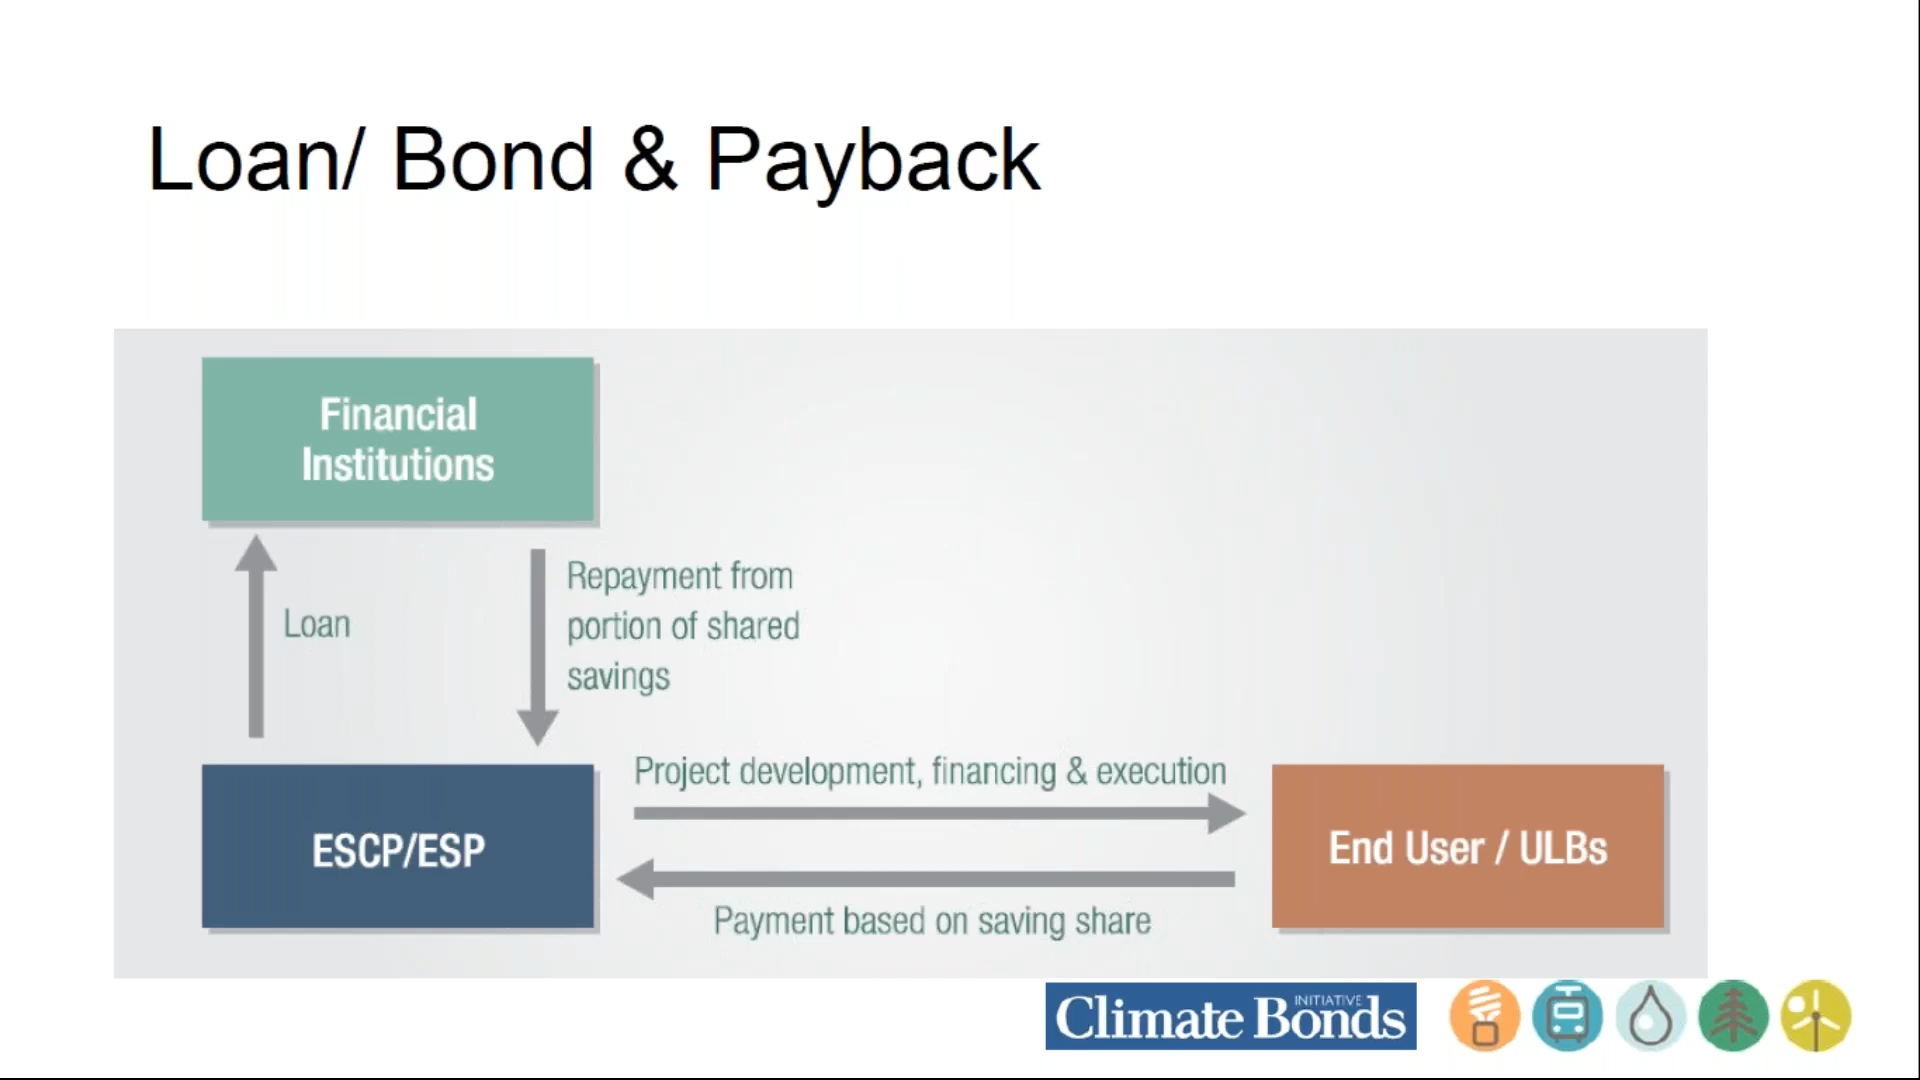 Loan/ Bond & Payback
Financial
Institutions
Loan
Repayment from
portion of shared
savings
Project development, financing & execution
ESCP/ESP
End User / ULBs
Payment based on saving share
Climate Bonds
INITIATIVE